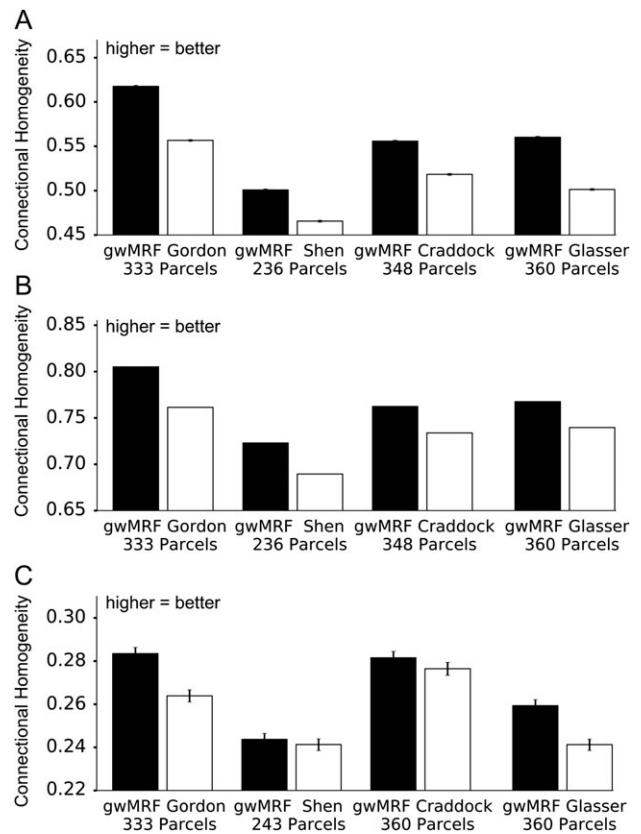 A
higher = better
Connectional Homogeneity
0.65
0.60
0.55
0.50
0.45
gwMRF Gordon gwMRF Shen gwMRF Craddock gwMRF Glasser
333 Parcels 236 Parcels 348 Parcels 360 Parcels
B
higher = better
Connectional Homogeneity
0.85
0.80
0.75
0.70
0.65
gwMRF Gordon gwMRF Shen gwMRF Craddock gwMRF Glasser
333 Parcels 236 Parcels 348 Parcels 360 Parcels
C
higher = better
Connectional Homogeneity
0.30
0.28
0.26
0.24
0.22
gwMRF Gordon gwMRF Shen gwMRF Craddock gwMRF Glasser
333 Parcels 243 Parcels 360 Parcels 360 Parcels